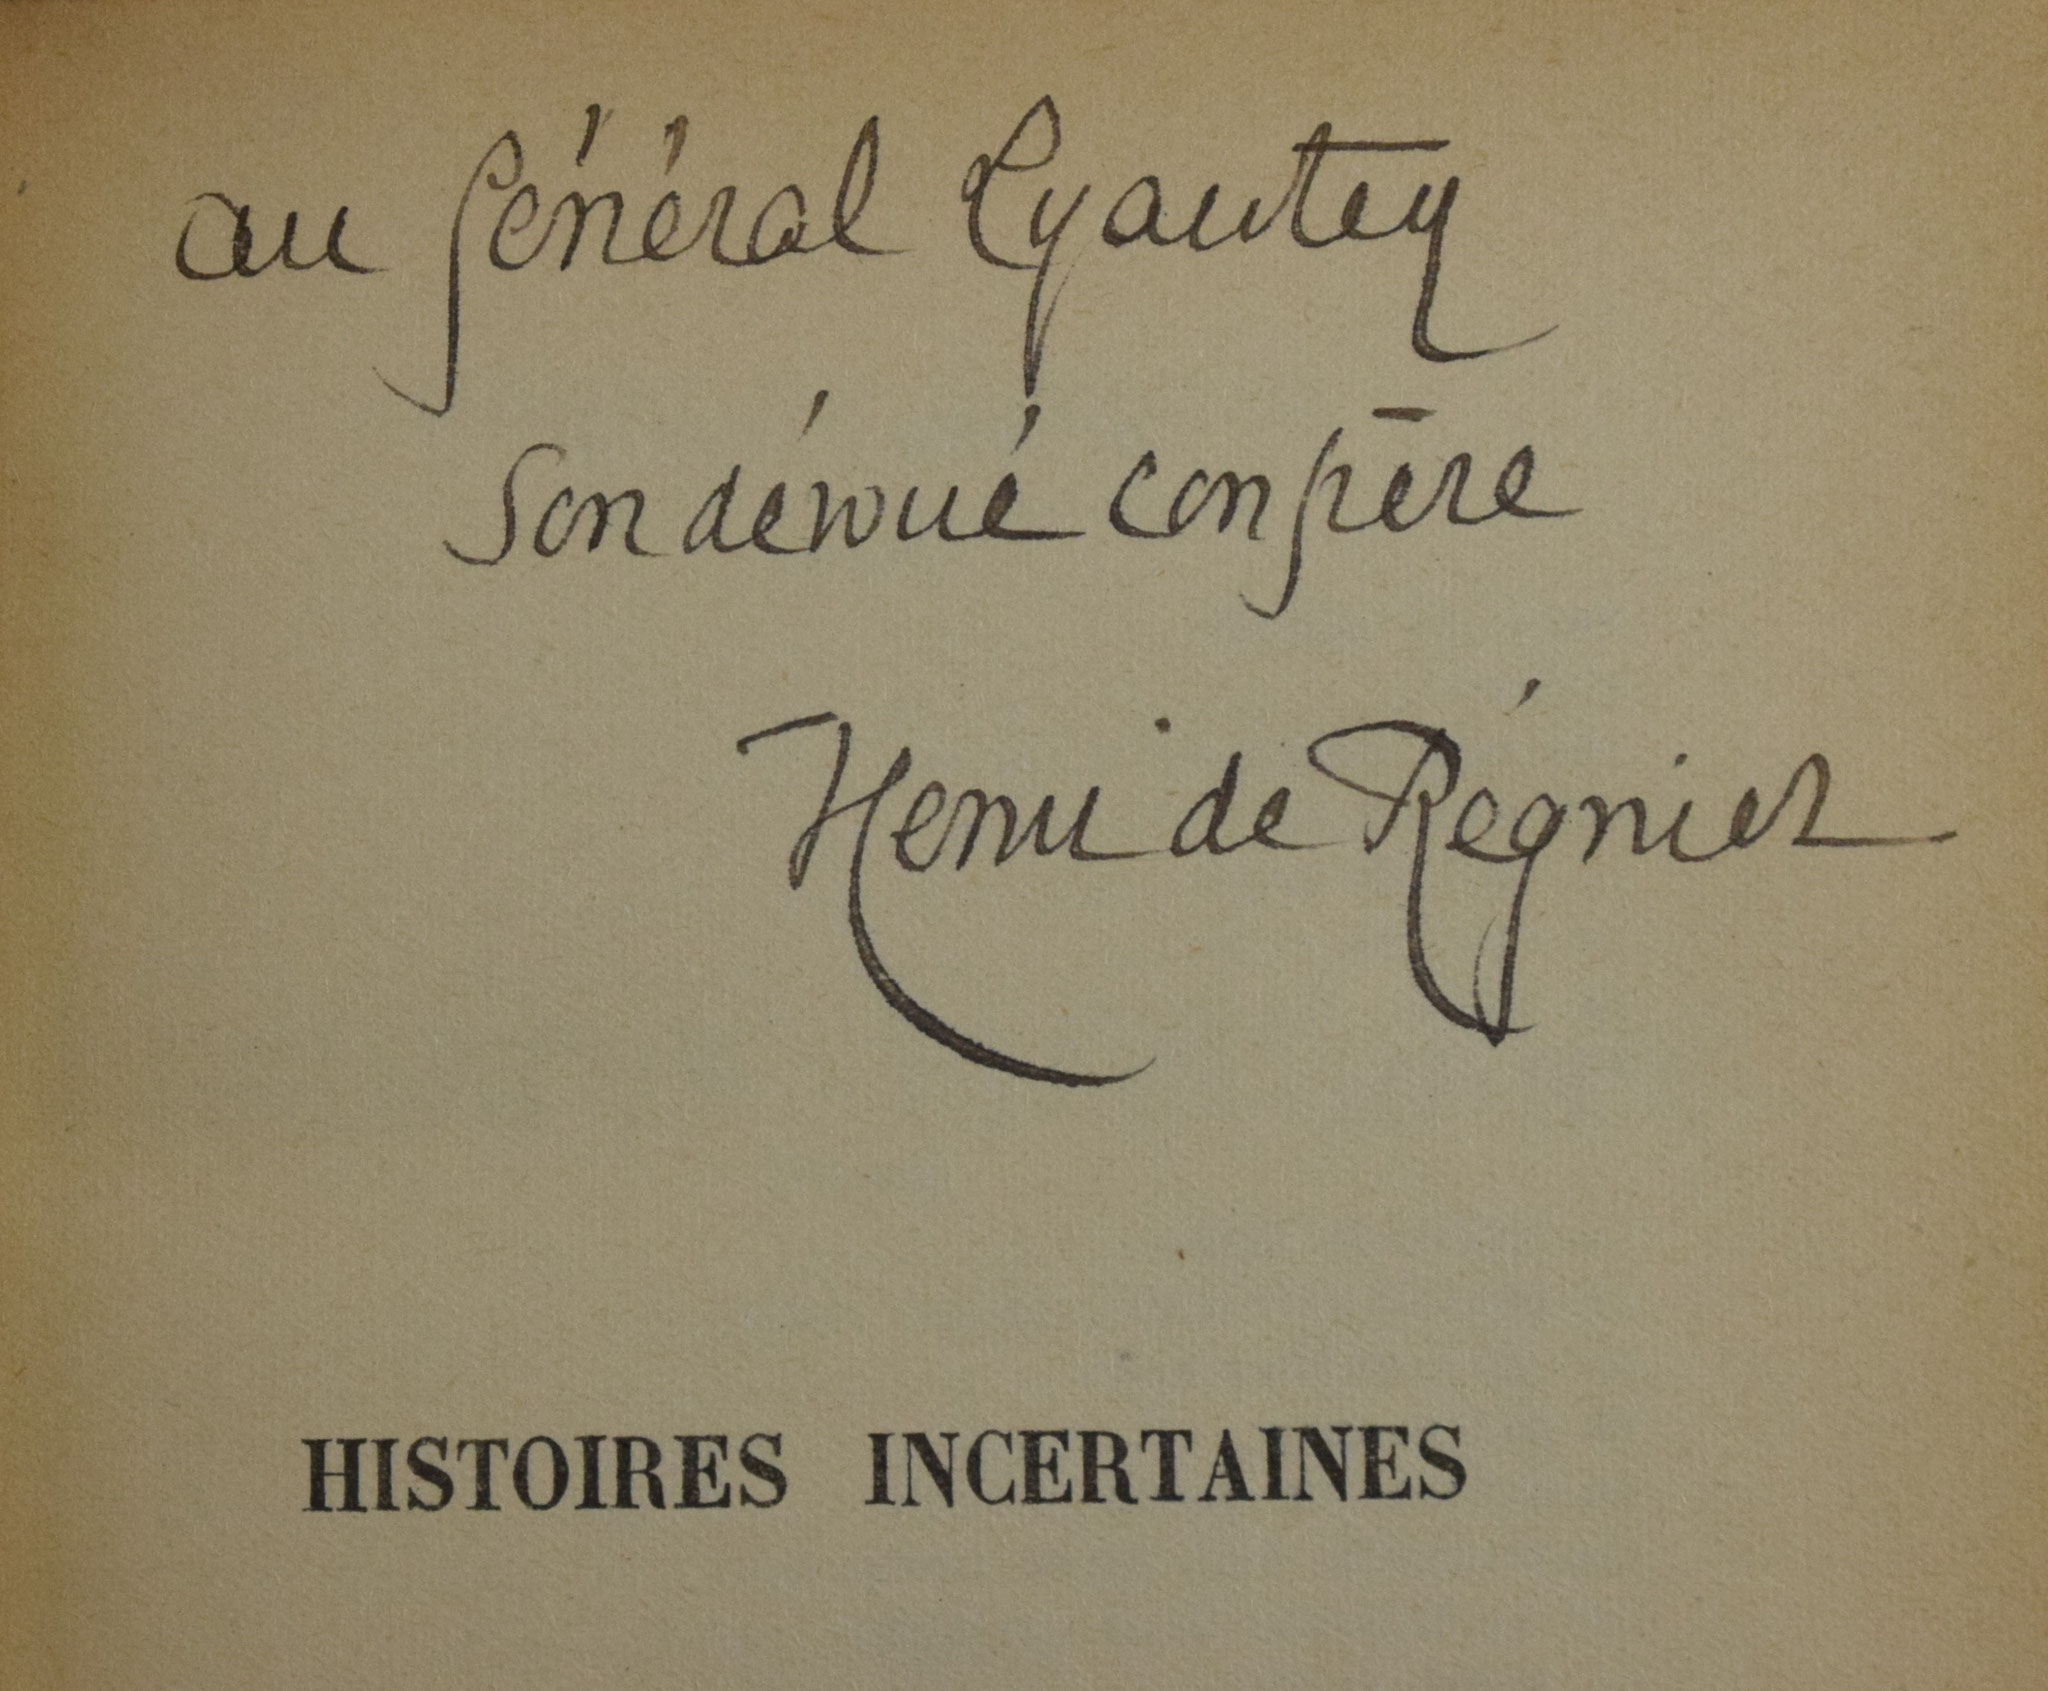 au général Lyautey
son dévoué confrère
Henri de Régnier
HISTOIRES INCERTAINES